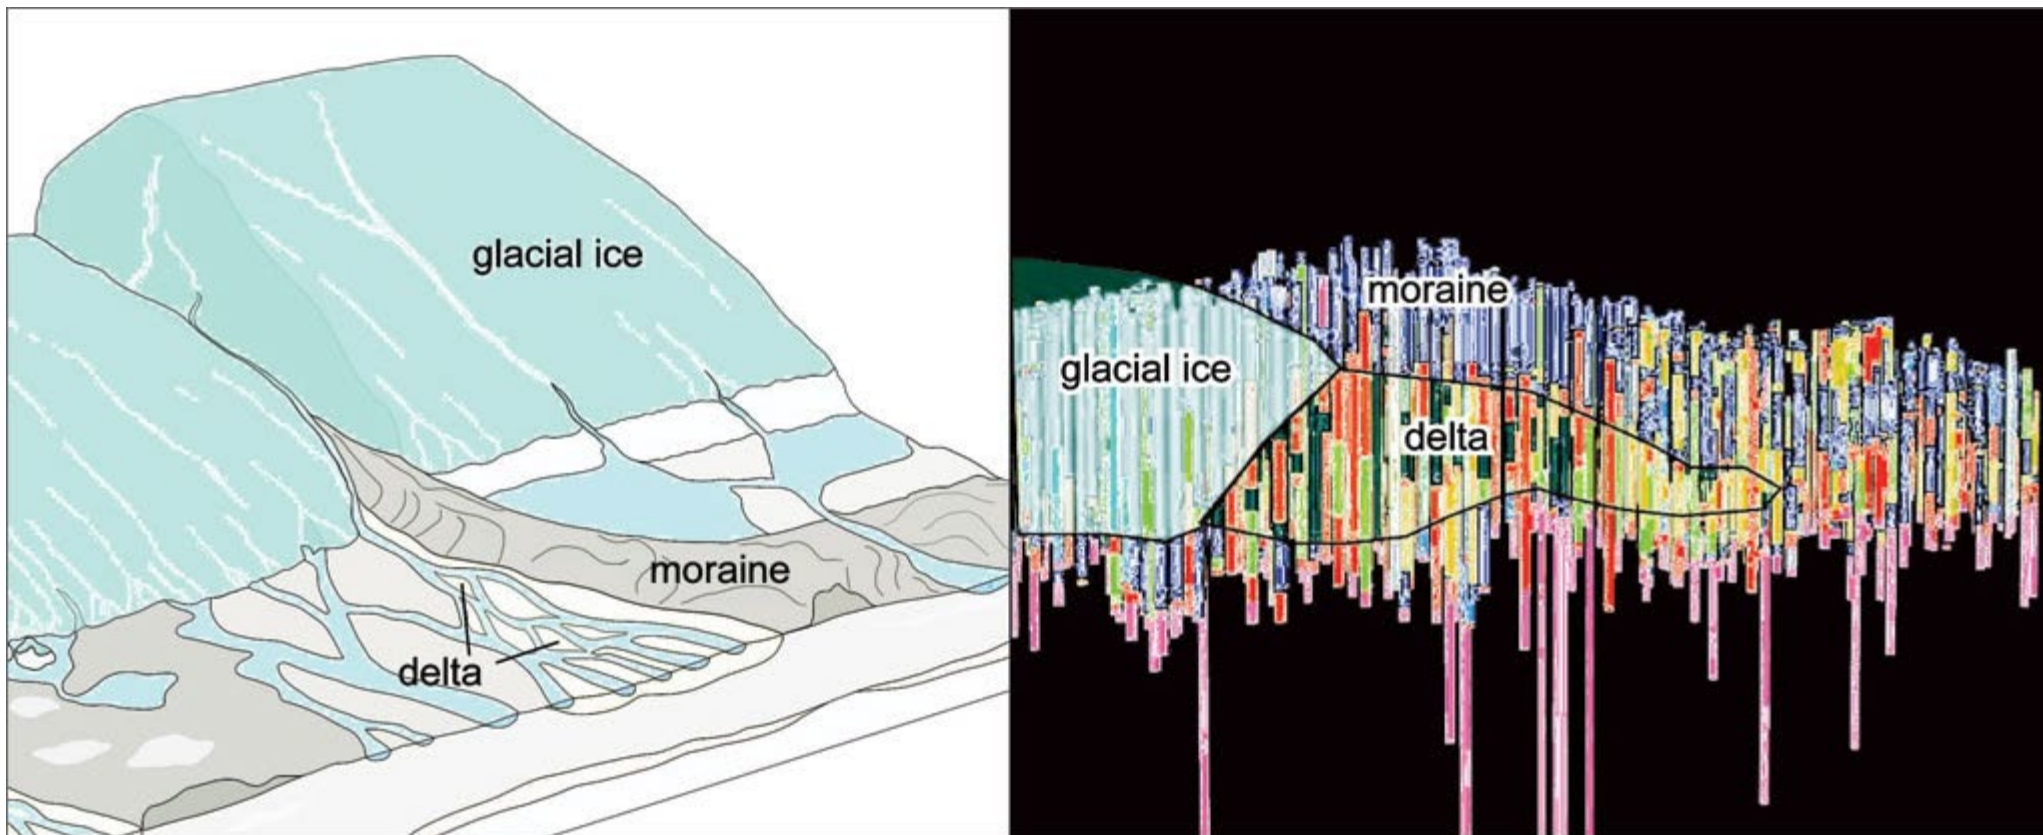 glacial ice
moraine
delta
moraine
glacial ice
delta